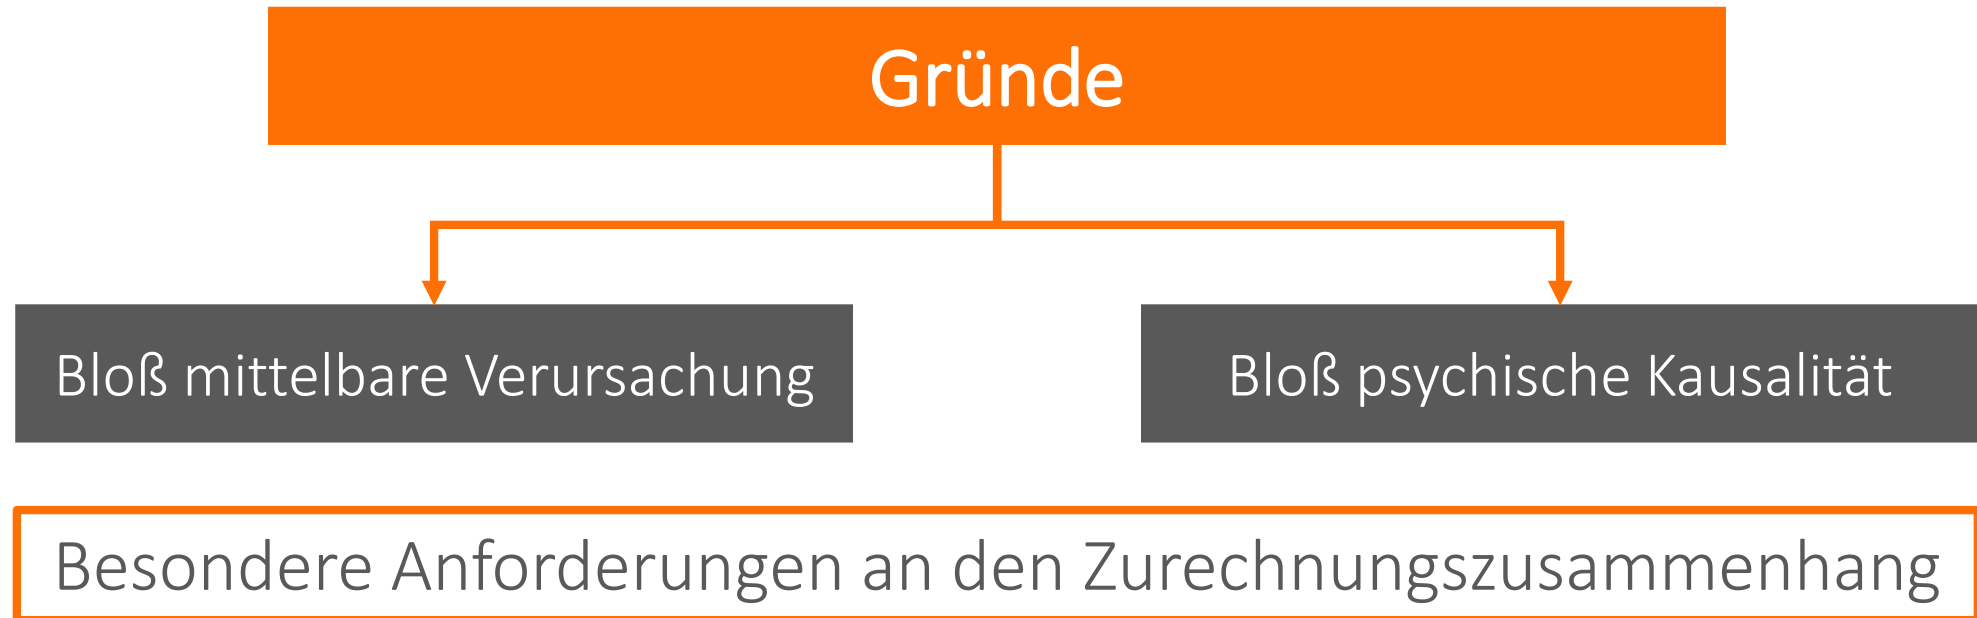 Gründe
Bloß mittelbare Verursachung
Bloß psychische Kausalität
Besondere Anforderungen an den Zurechnungszusammenhang